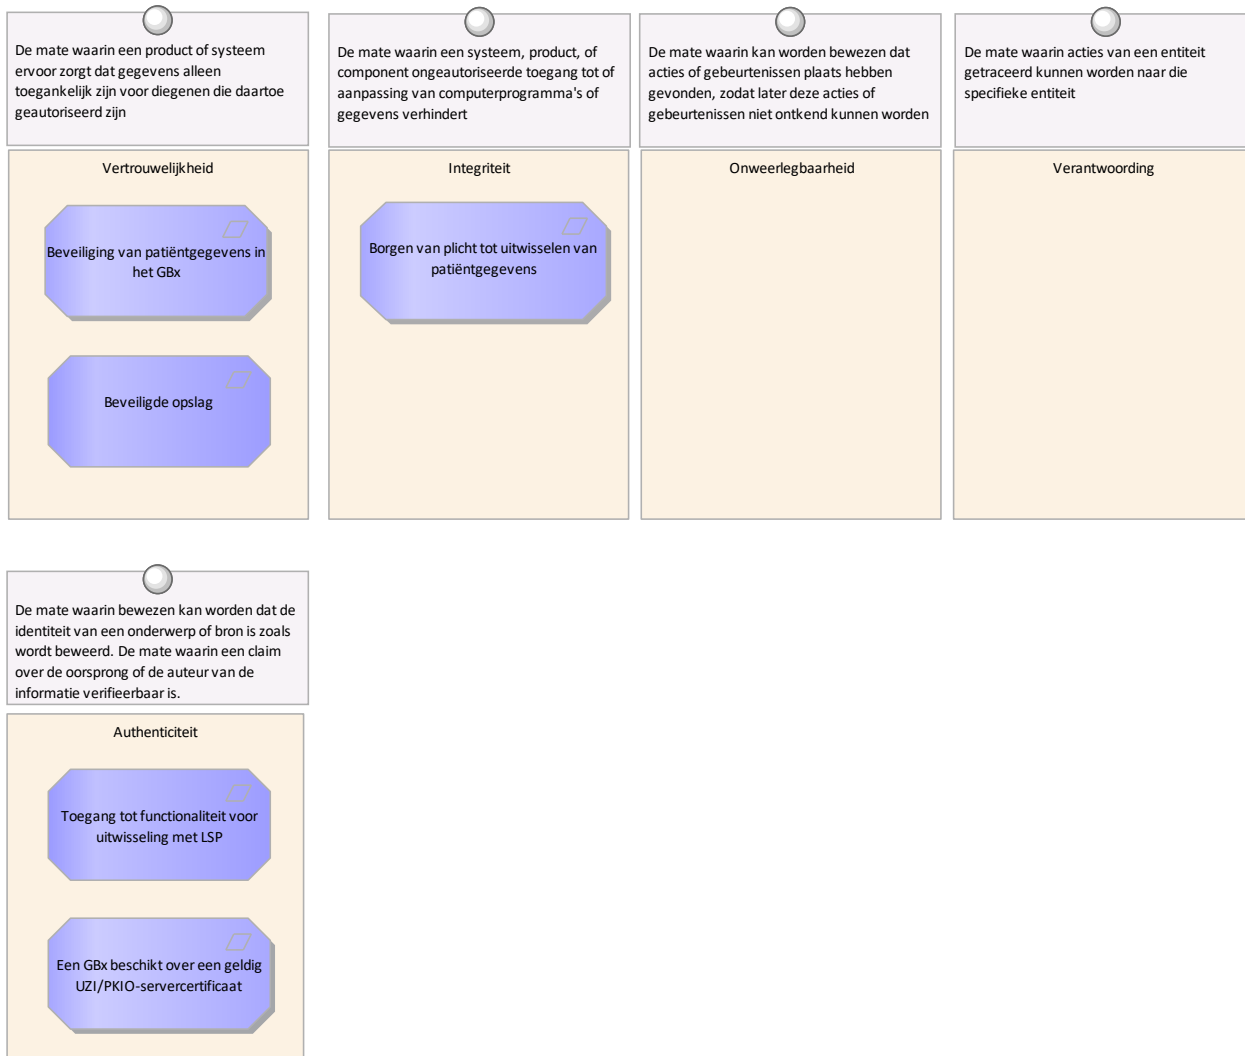 De mate waarin een product of systeem
ervoor zorgt dat gegevens alleen
toegankelijk zijn voor diegenen die daartoe
geautoriseerd zijn
De mate waarin een systeem, product, of
component ongeautoriseerde toegang tot of
aanpassing van computerprogramma's of
gegevens verhindert
De mate waarin kan worden bewezen dat
acties of gebeurtenissen plaats hebben
gevonden, zodat later deze acties of
gebeurtenissen niet ontkend kunnen worden
De mate waarin acties van een entiteit
getraceerd kunnen worden naar die
specifieke entiteit
Vertrouwelijkheid
Beveiliging van patiëntgegevens in
het GBx
Beveiligde opslag
Integriteit
Borgen van plicht tot uitwisselen van
patiëntgegevens
Onweerlegbaarheid
Verantwoording
De mate waarin bewezen kan worden dat de
identiteit van een onderwerp of bron is zoals
wordt beweerd. De mate waarin een claim
over de oorsprong of de auteur van de
informatie verifieerbaar is.
Authenticiteit
Toegang tot functionaliteit voor
uitwisseling met LSP
Een GBx beschikt over een geldig
UZI/PKIO-servercertificaat